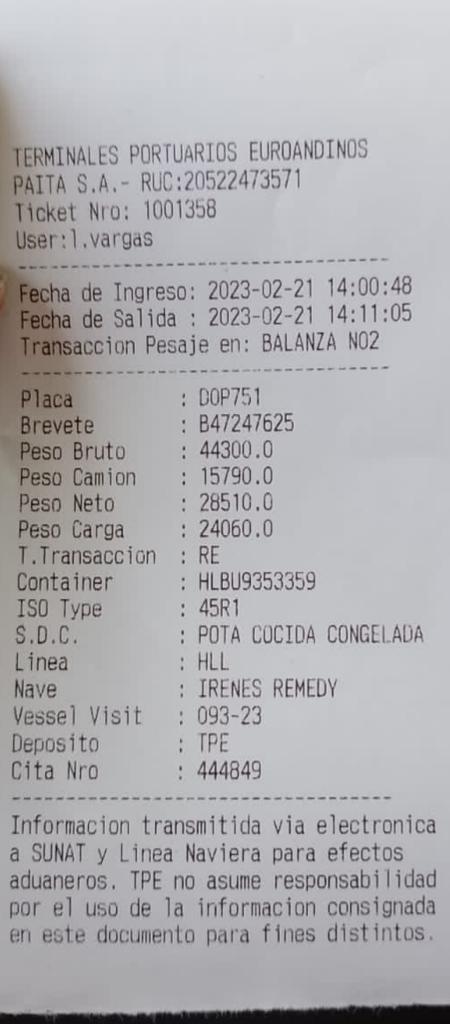 TERMINALES PORTUARIOS EUROANDINOS
PAITA S.A.- RUC:20522473571
Ticket Nro: 1001358
User:l.vargas
Fecha de Ingreso: 2023-02-21 14:00:48
Fecha de Salida : 2023-02-21 14:11:05
Transaccion Pesaje en: BALANZA NO2
Placa : D0P751
Brevete : B47247625
Peso Bruto : 44300.0
Peso Camion : 15790.0
Peso Neto : 28510.0
Peso Carga : 24060.0
T.Transaccion : RE
Container : HLBU9353359
ISO Type : 45R1
S.D.C. : POTA COCIDA CONGELADA
Linea : HLL
Nave : IRENES REMEDY
Vessel Visit : 093-23
Deposito : TPE
Cita Nro : 444849
Informacion transmitida via electronica
a SUNAT y Linea Naviera para efectos
aduaneros. TPE no asume responsabilidad
por el uso de la informacion consignada
en este documento para fines distintos.